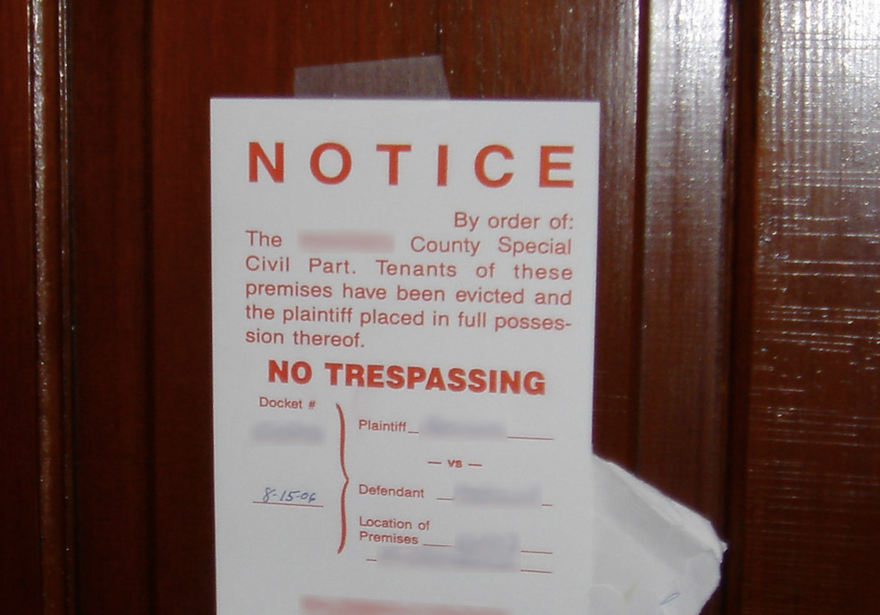 NOTICE
By order of:
The County Special
Civil Part. Tenants of these
premises have been evicted and
the plaintiff placed in full posses-
sion thereof.
NO TRESPASSING
Docket #
8-15-06
Plaintiff
— vs —
Defendant
Location of
Premises